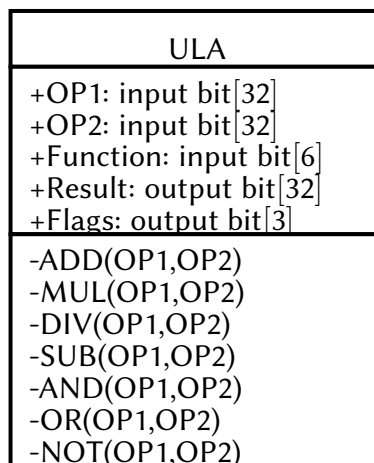 ULA
+OP1: input bit[32]
+OP2: input bit[32]
+Function: input bit[6]
+Result: output bit[32]
+Flags: output bit[3]
-ADD(OP1,OP2)
-MUL(OP1,OP2)
-DIV(OP1,OP2)
-SUB(OP1,OP2)
-AND(OP1,OP2)
-OR(OP1,OP2)
-NOT(OP1,OP2)